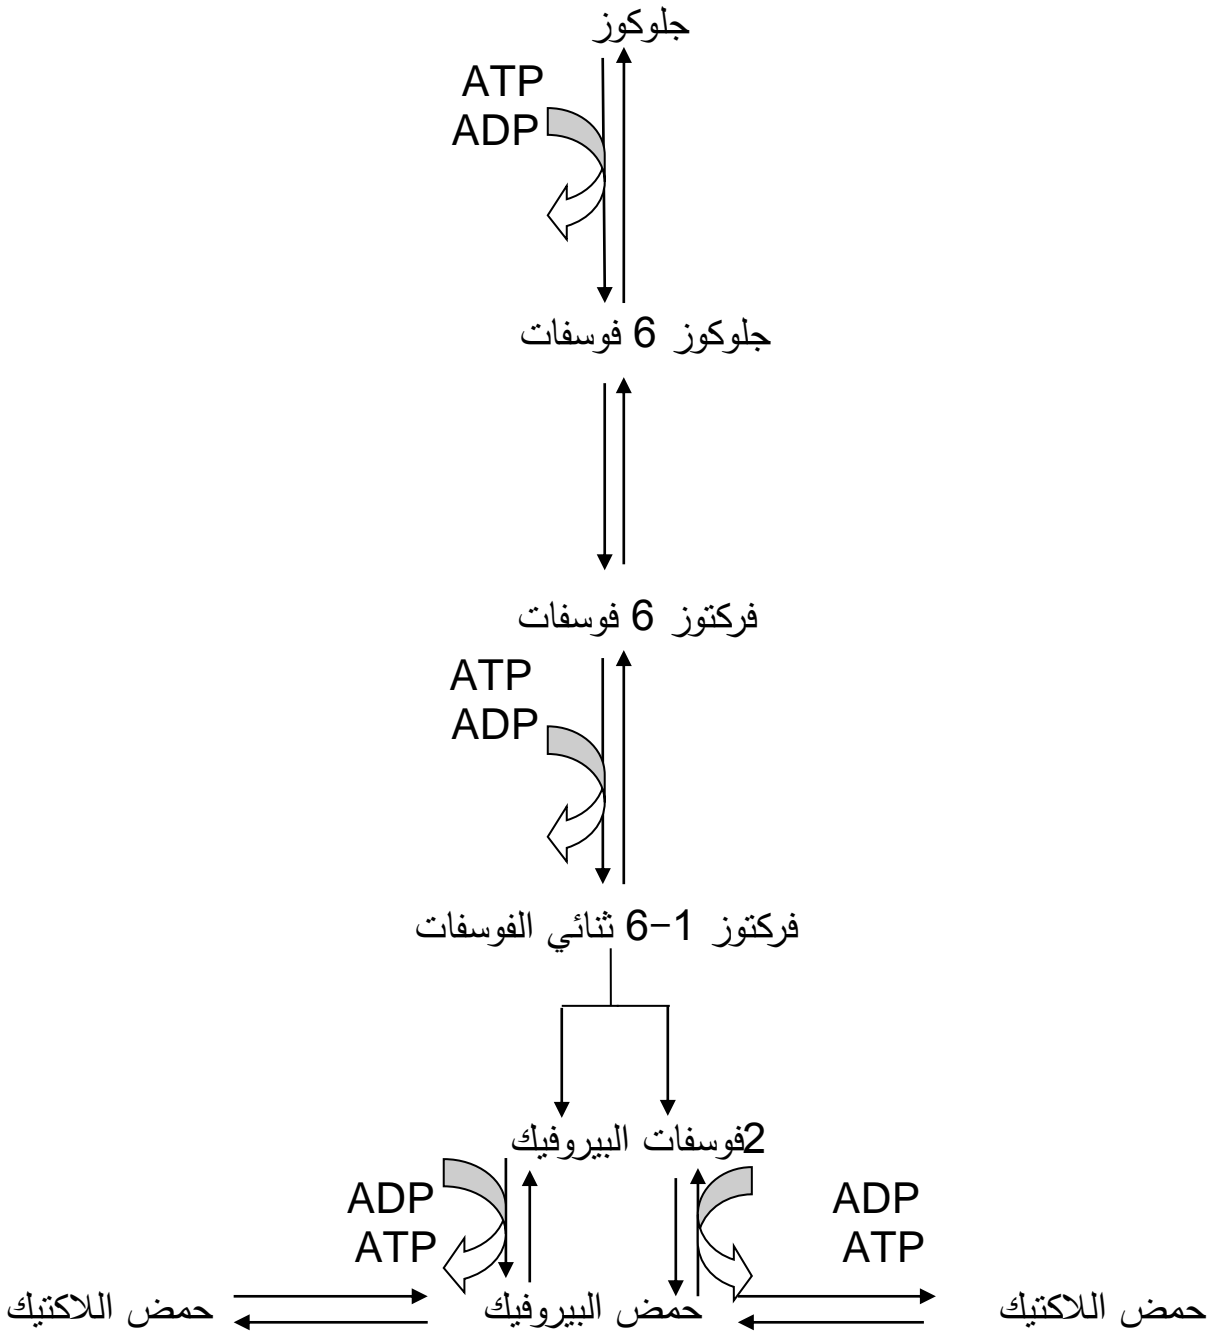 جلوكوز
ATP
ADP
جلوكوز 6 فوسفات
فركتوز 6 فوسفات
ATP
ADP
فركتوز 1-6 ثنائي الفوسفات
2فوسفات البيروفيك
ADP
ATP
ADP
ATP
حمض اللاكتيك
حمض البيروفيك
حمض اللاكتيك